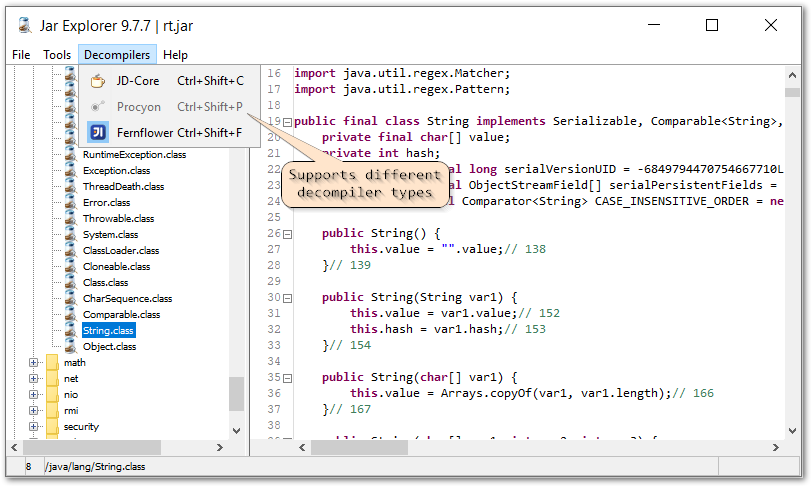 Jar Explorer 9.7.7 | rt.jar
File Tools Decompilers Help
JD-Core Ctrl+Shift+C
Procyon Ctrl+Shift+P
Fernflower Ctrl+Shift+F
RuntimeException.class
Exception.class
ThreadDeath.class
Error.class
Throwable.class
System.class
ClassLoader.class
Cloneable.class
Class.class
CharSequence.class
Comparable.class
String.class
Object.class
math
net
nio
rmi
security
Supports different
decompiler types
16 import java.util.regex.Matcher;
17 import java.util.regex.Pattern;
18
19 public final class String implements Serializable, Comparable<String>,
20 private final char[] value;
21 private int hash;
22 long serialVersionUID = -6849794470754667710L
23 ObjectStreamField[] serialPersistentFields =
24 Comparator<String> CASE_INSENSITIVE_ORDER = ne
25
26 public String() {
27 this.value = "".value;// 138
28 }// 139
29
30 public String(String var1) {
31 this.value = var1.value;// 152
32 this.hash = var1.hash;// 153
33 }// 154
34
35 public String(char[] var1) {
36 this.value = Arrays.copyOf(var1, var1.length);// 166
37 }// 167
38
8 /java/lang/String.class